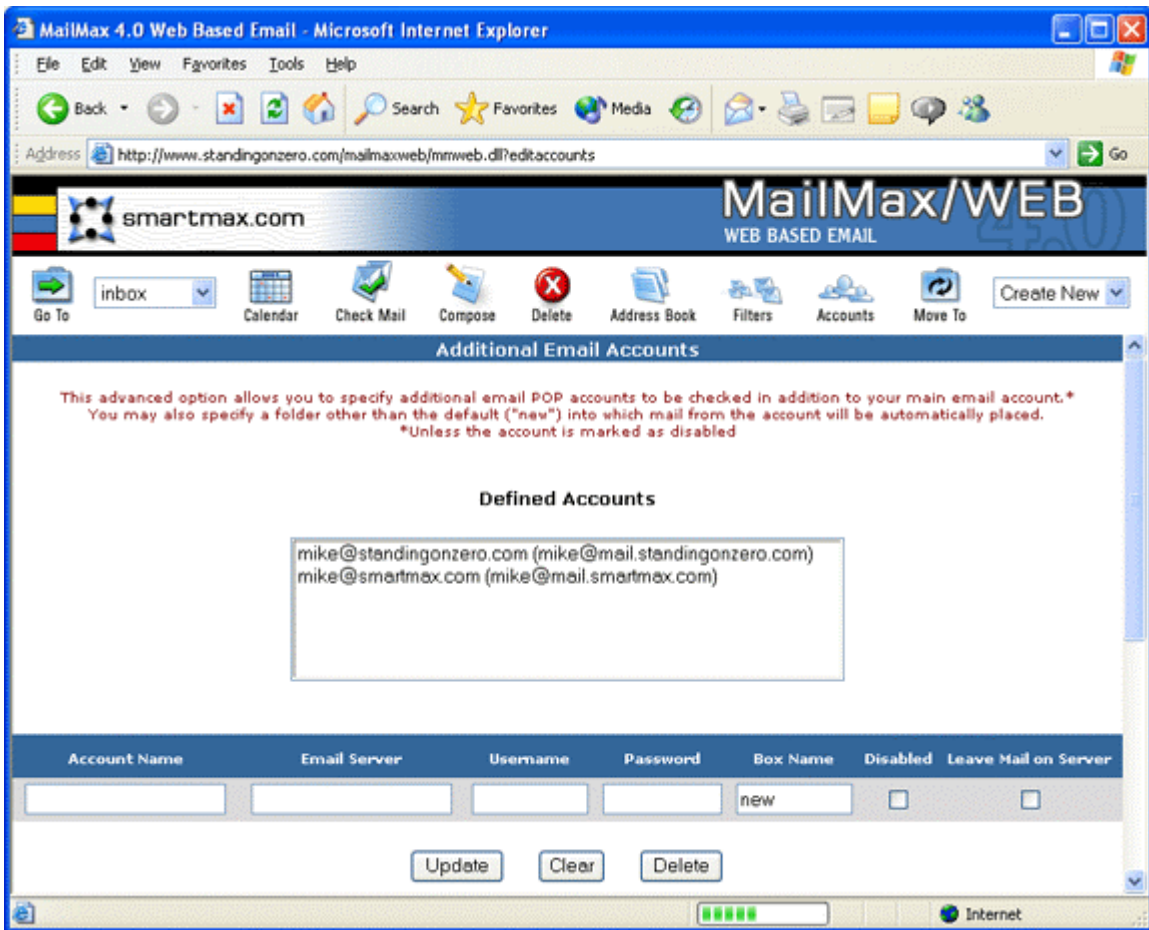 MailMax 4.0 Web Based Email - Microsoft Internet Explorer
File Edit View Favorites Tools Help
Back Search Favorites Media
Address http://www.standingonzero.com/mailmaxweb/mmweb.dll?editaccounts Go
smartmax.com
MailMax/WEB
WEB BASED EMAIL
4.0
inbox Create New
Go To Calendar Check Mail Compose Delete Address Book Filters Accounts Move To
Additional Email Accounts
This advanced option allows you to specify additional email POP accounts to be checked in addition to your main email account.*
You may also specify a folder other than the default ("new") into which mail from the account will be automatically placed.
*Unless the account is marked as disabled
Defined Accounts
mike@standingonzero.com (mike@mail.standingonzero.com)
mike@smartmax.com (mike@mail.smartmax.com)
Account Name Email Server Username Password Box Name Disabled Leave Mail on Server
new
Update Clear Delete
Internet